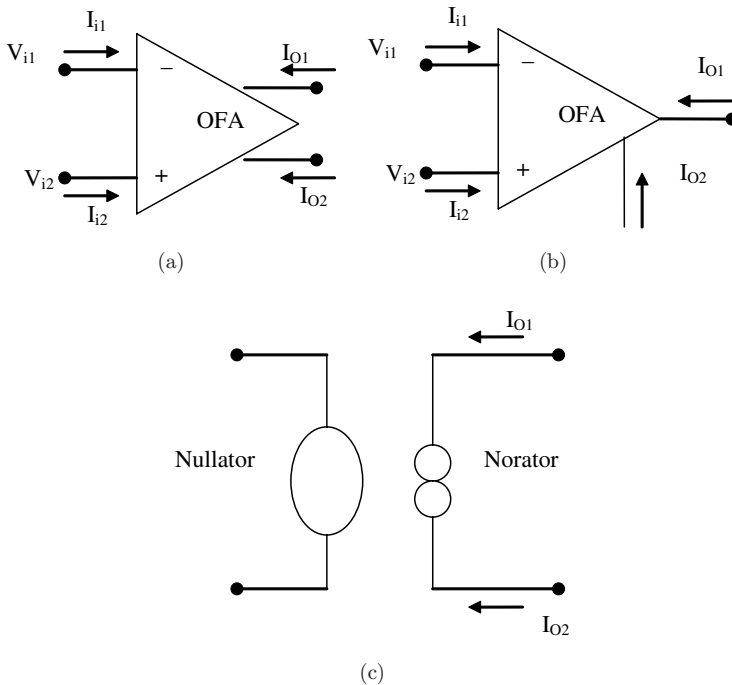 I_{i1}
V_{i1}
−
I_{O1}
OFA
V_{i2}
+
I_{i2}
I_{O2}
(a)
I_{i1}
V_{i1}
−
I_{O1}
OFA
V_{i2}
+
I_{i2}
I_{O2}
(b)
I_{O1}
Nullator
Norator
I_{O2}
(c)